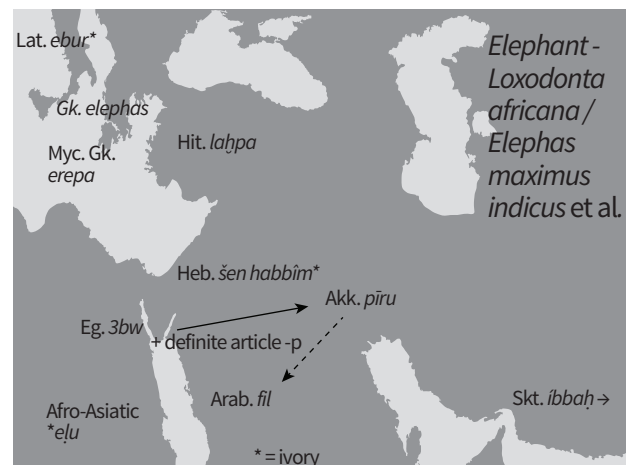 Lat. ebur*
Elephant -
Loxodonta
africana /
Elephas
maximus
indicus et al.
Gk. elephas
Myc. Gk.
erepa
Hit. laḫpa
Heb. šen habbîm*
Akk. pīru
Eg. 3bw
+ definite article -p
Arab. fil
Skt. íbbaḥ →
Afro-Asiatic
*eḷu
* = ivory